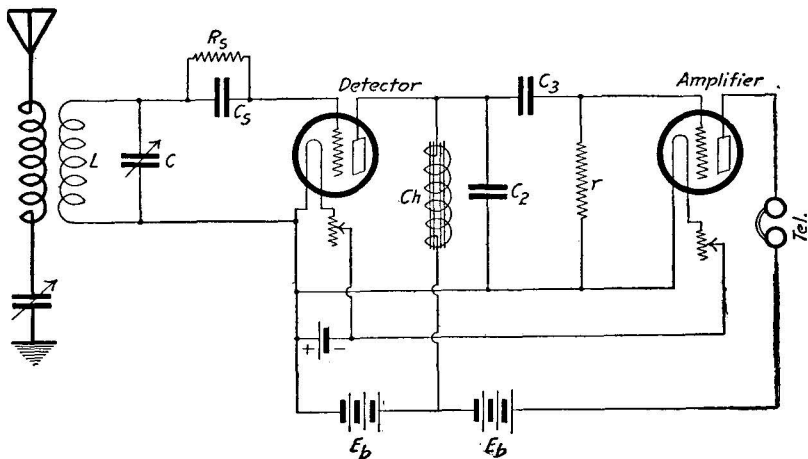 Rs
Detector
Amplifier
Cs
C3
L
C
Ch
C2
r
Tel.
+ -
Eb
Eb